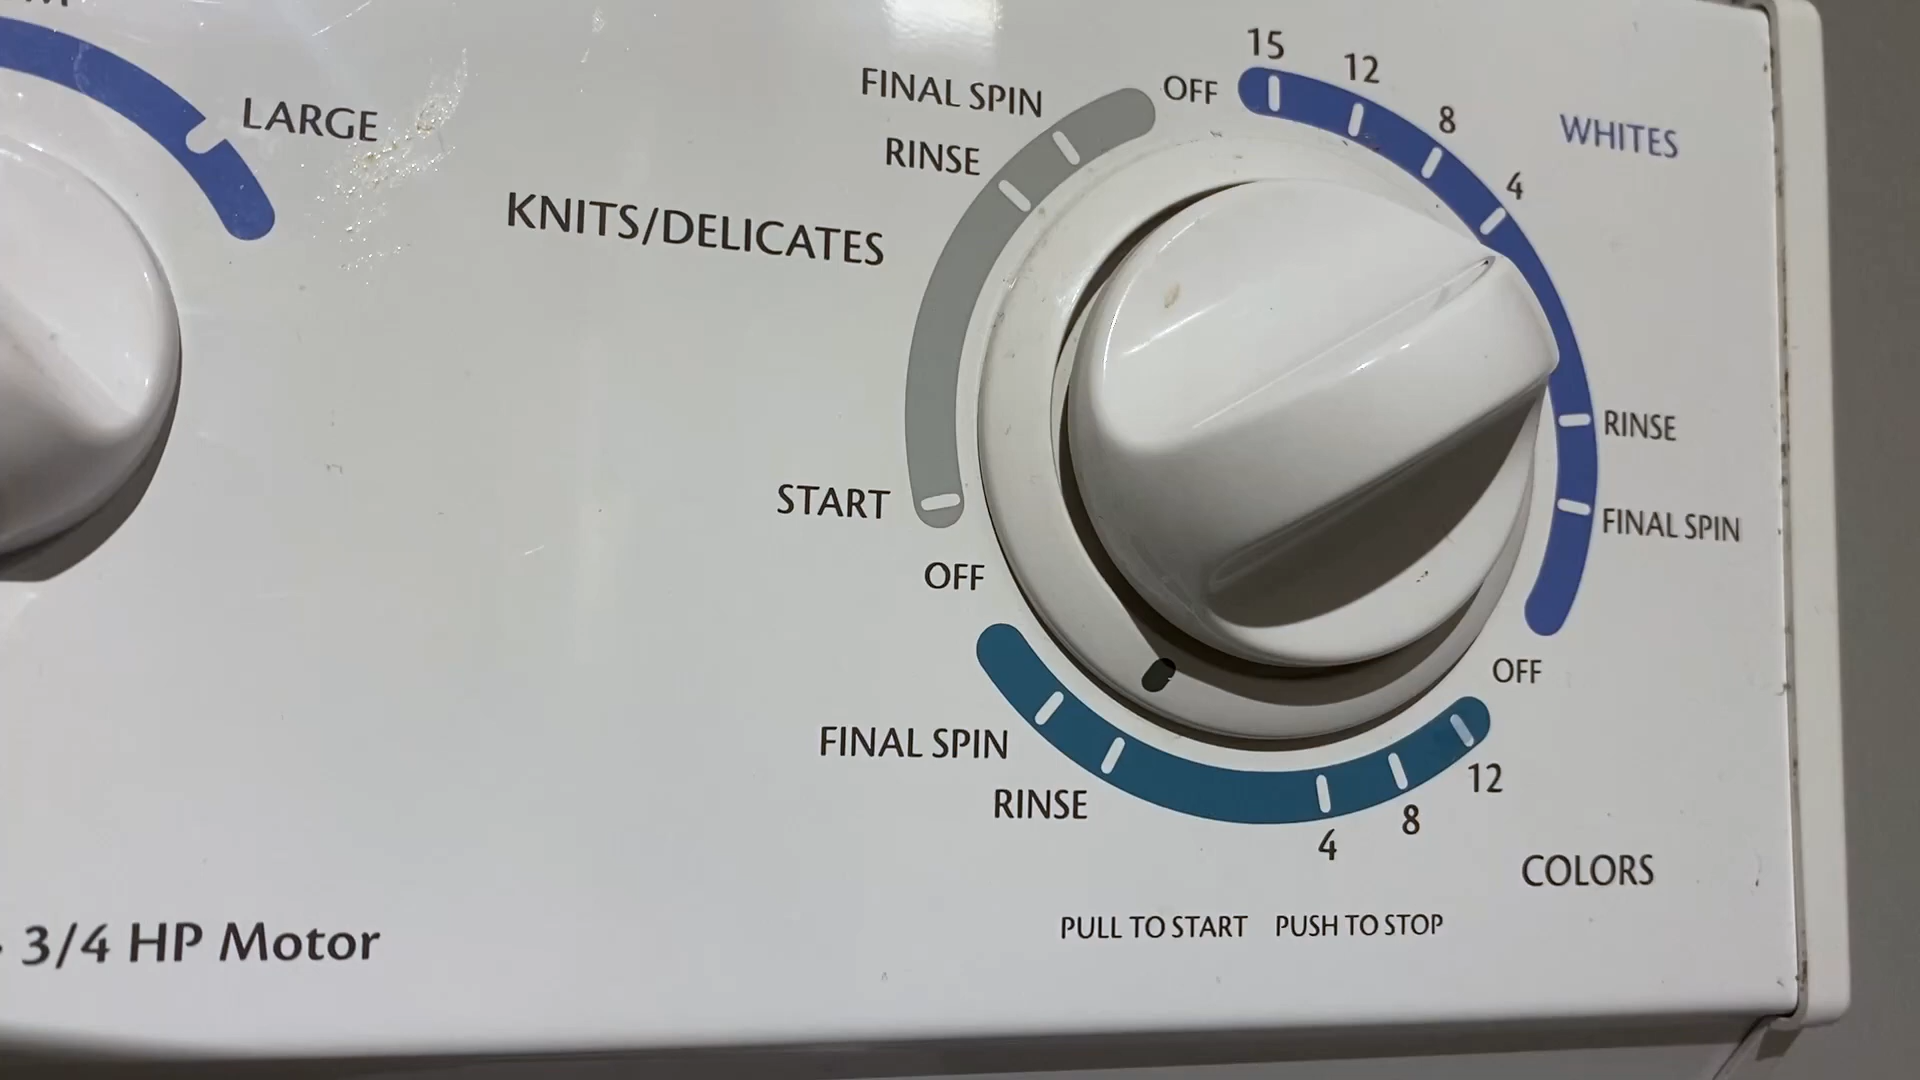 LARGE
KNITS/DELICATES
FINAL SPIN
RINSE
START
OFF
OFF
15
12
8
4
WHITES
RINSE
FINAL SPIN
OFF
12
8
4
COLORS
RINSE
FINAL SPIN
PULL TO START PUSH TO STOP
3/4 HP Motor